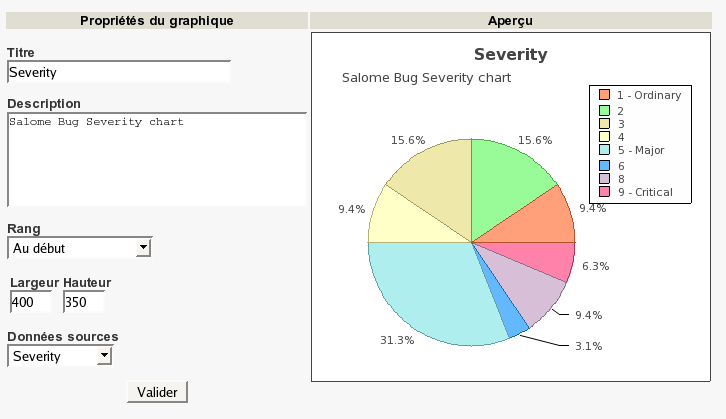 Propriétés du graphique
Titre
Severity
Description
Salome Bug Severity chart
Rang
Au début
Largeur Hauteur
400 350
Données sources
Severity
Valider
Aperçu
Severity
Salome Bug Severity chart
1 - Ordinary
2
3
4
5 - Major
6
8
9 - Critical
15.6%
15.6%
9.4%
9.4%
6.3%
9.4%
3.1%
31.3%